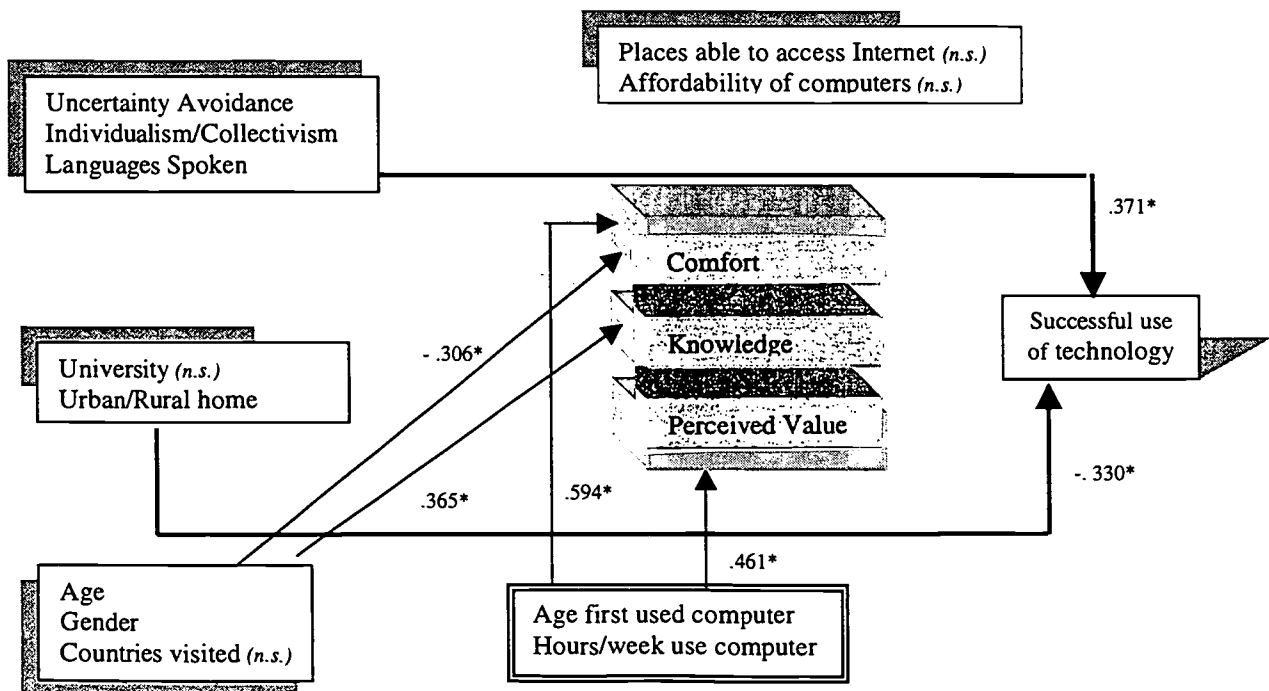 Places able to access Internet (n.s.)
Affordability of computers (n.s.)
Uncertainty Avoidance
Individualism/Collectivism
Languages Spoken
.371*
Comfort
Successful use
of technology
- .306*
Knowledge
University (n.s.)
Urban/Rural home
Perceived Value
-. 330*
.365*
.594*
.461*
Age
Gender
Countries visited (n.s.)
Age first used computer
Hours/week use computer